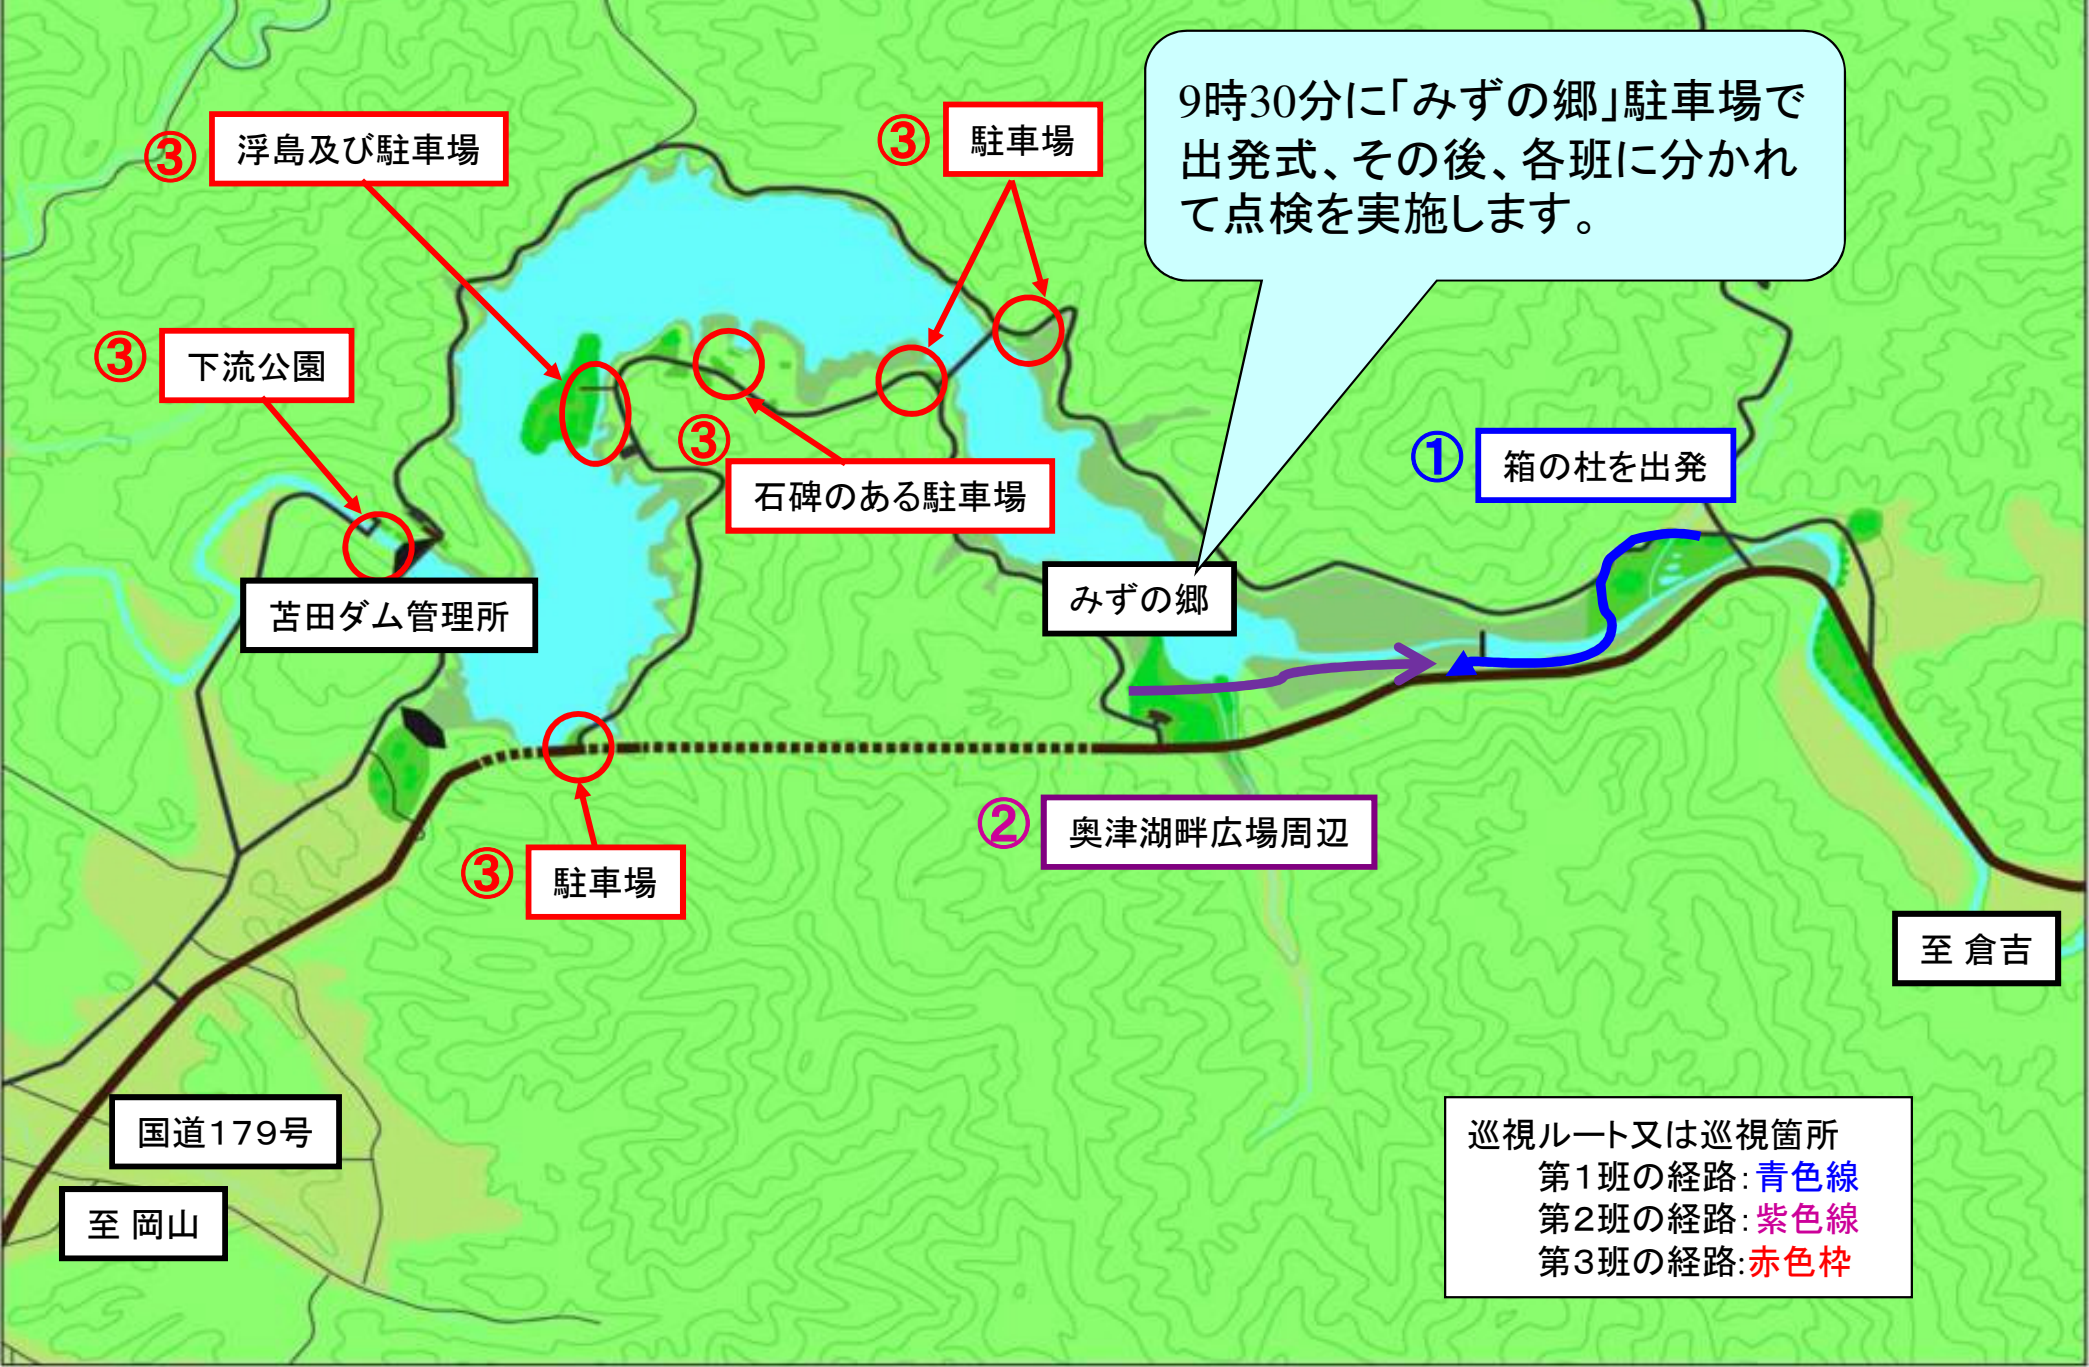 9時30分に｢みずの郷｣駐車場で
出発式、その後、各班に分かれ
て点検を実施します。
③ 浮島及び駐車場
③ 駐車場
③ 下流公園
③ 石碑のある駐車場
① 箱の杜を出発
みずの郷
苫田ダム管理所
② 奥津湖畔広場周辺
③ 駐車場
至 倉吉
国道179号
至 岡山
巡視ルート又は巡視箇所
第1班の経路:青色線
第2班の経路:紫色線
第3班の経路:赤色枠